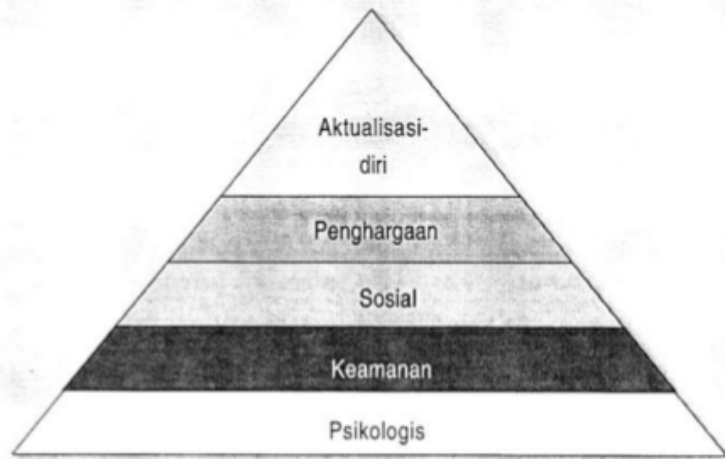 Aktualisasi-
diri
Penghargaan
Sosial
Keamanan
Psikologis